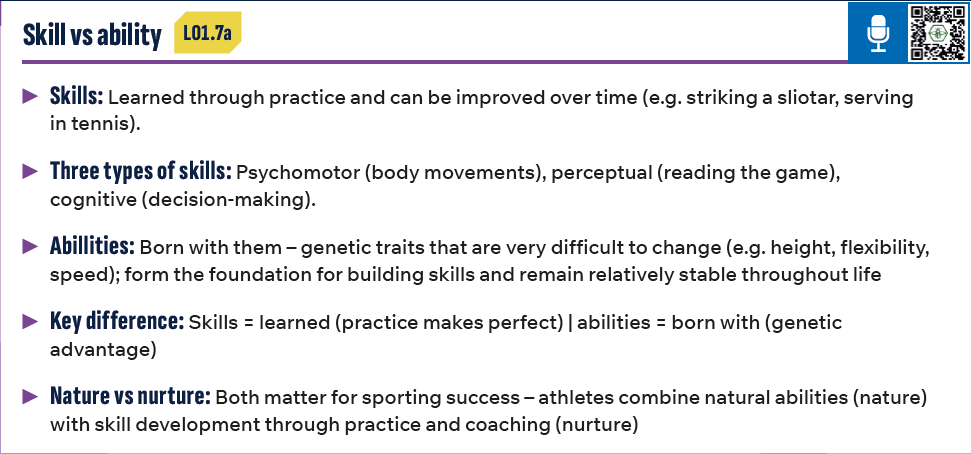 Skill vs ability LO1.7a
▶ Skills: Learned through practice and can be improved over time (e.g. striking a sliotar, serving
in tennis).
▶ Three types of skills: Psychomotor (body movements), perceptual (reading the game),
cognitive (decision-making).
▶ Abillities: Born with them – genetic traits that are very difficult to change (e.g. height, flexibility,
speed); form the foundation for building skills and remain relatively stable throughout life
▶ Key difference: Skills = learned (practice makes perfect) | abilities = born with (genetic
advantage)
▶ Nature vs nurture: Both matter for sporting success – athletes combine natural abilities (nature)
with skill development through practice and coaching (nurture)